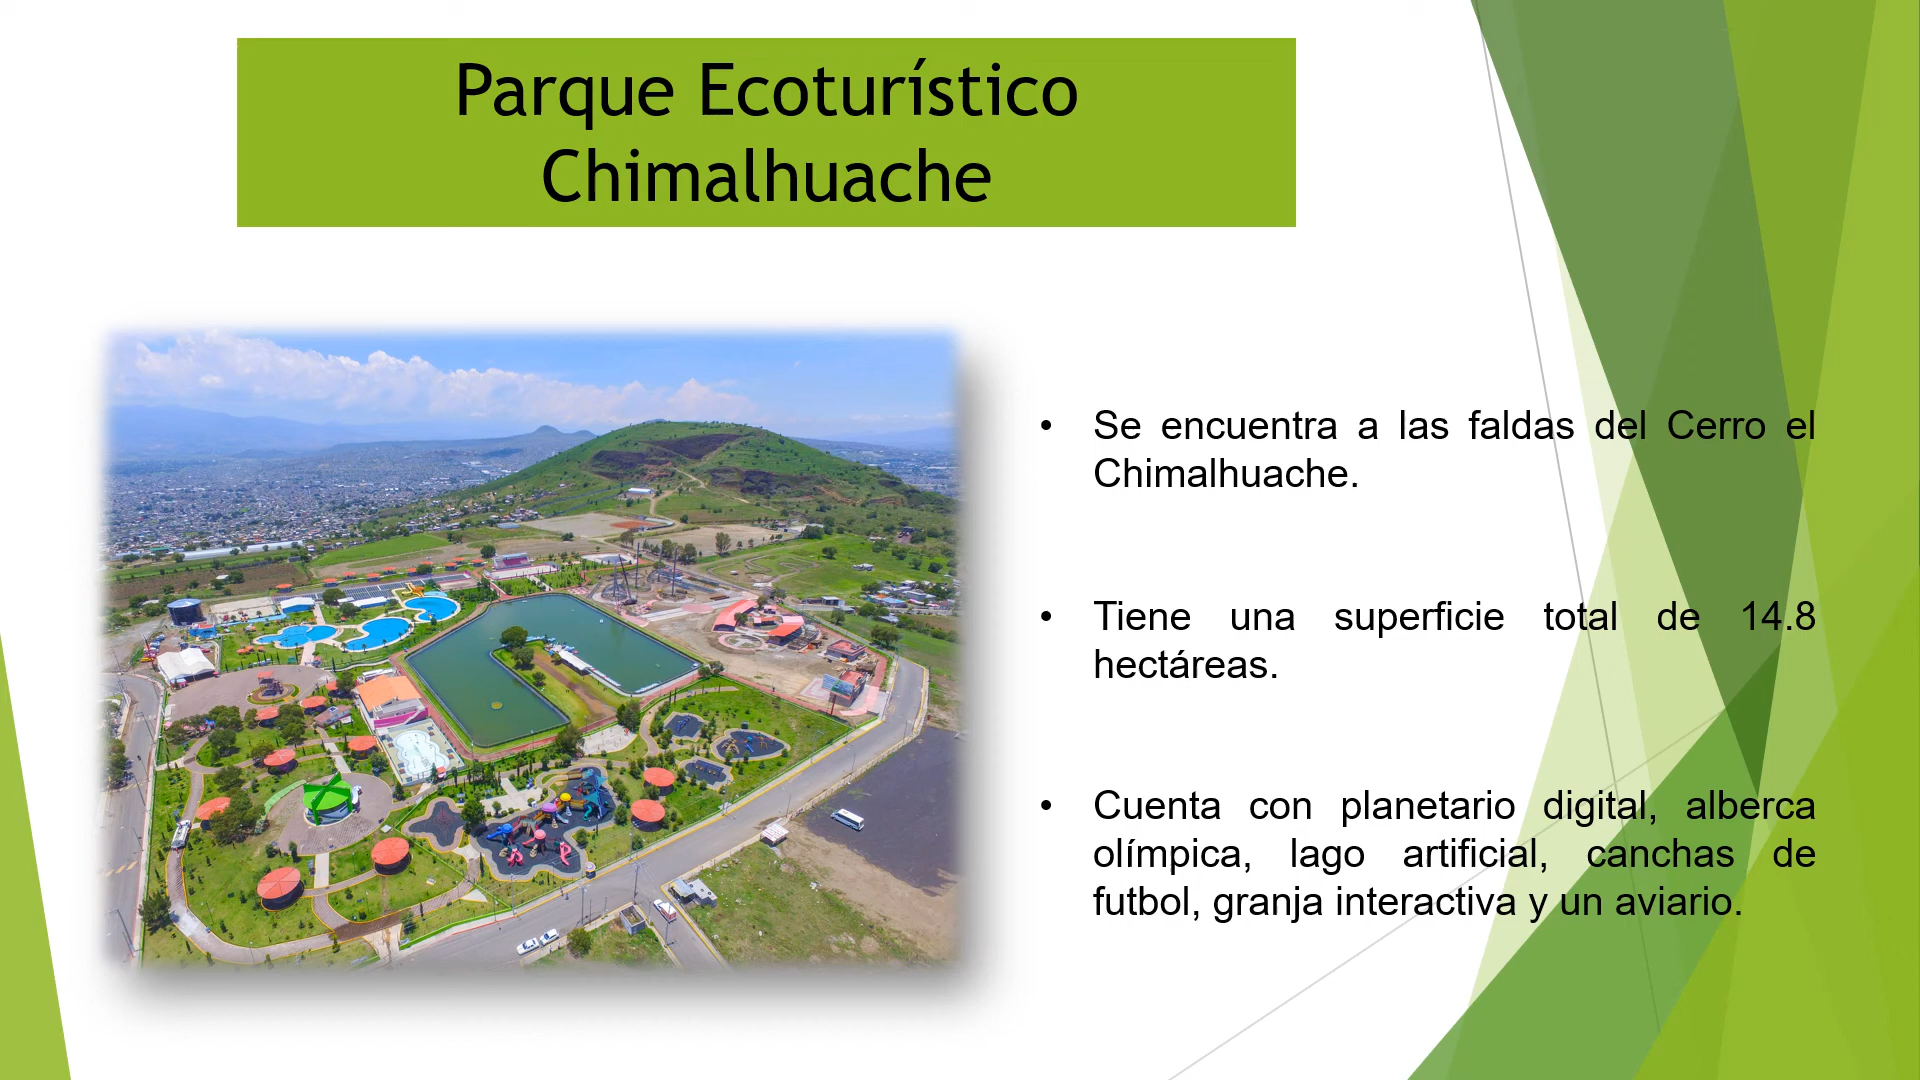 Parque Ecoturístico
Chimalhuache
• Se encuentra a las faldas del Cerro el
Chimalhuache.
• Tiene una superficie total de 14.8
hectáreas.
• Cuenta con planetario digital, alberca
olímpica, lago artificial, canchas de
futbol, granja interactiva y un aviario.